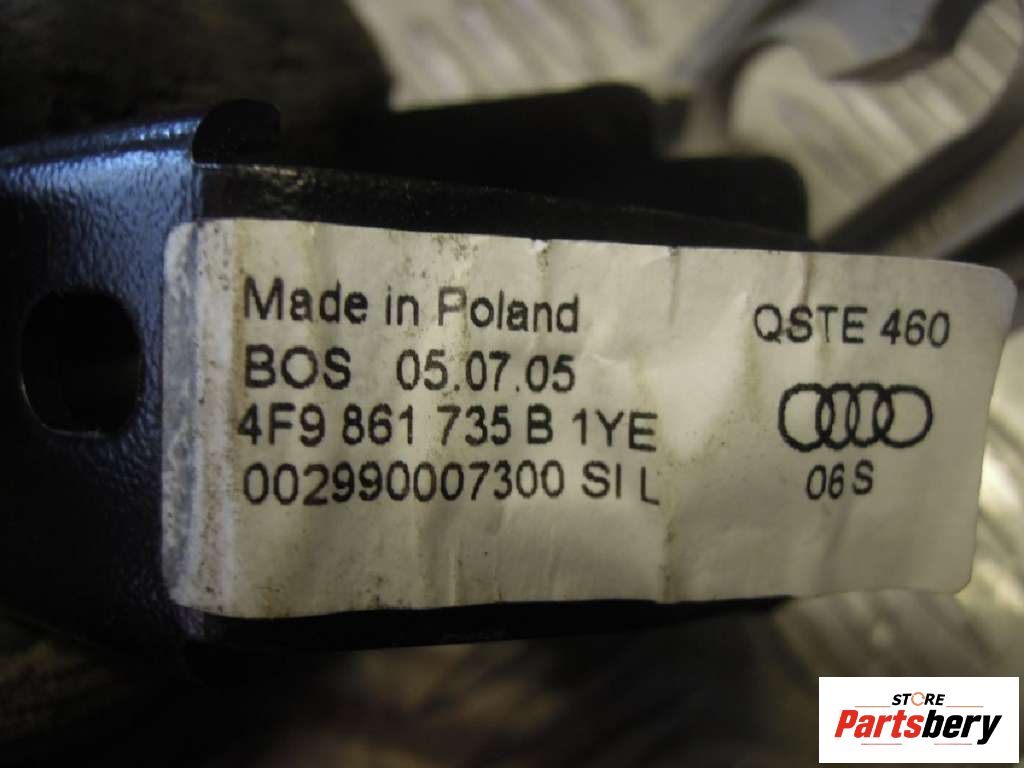 Made in Poland
QSTE 460
BOS 05.07.05
4F9 861 735 B 1YE
002990007300 SI L
06 S
STORE
Partsbery